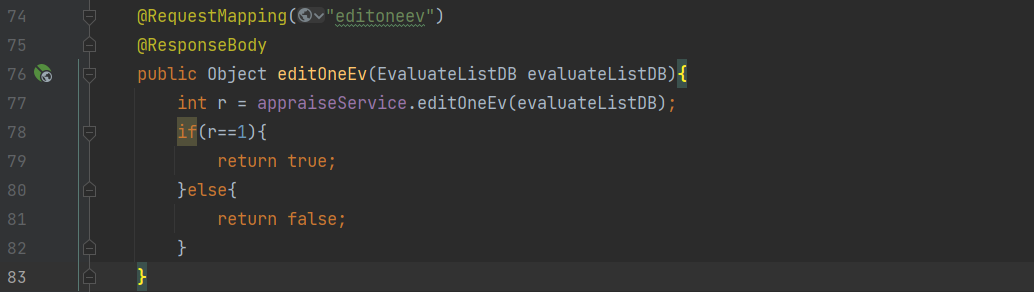 74 @RequestMapping("editoneev")
75 @ResponseBody
76 public Object editOneEv(EvaluateListDB evaluateListDB){
77 int r = appraiseService.editOneEv(evaluateListDB);
78 if(r==1){
79 return true;
80 }else{
81 return false;
82 }
83 }